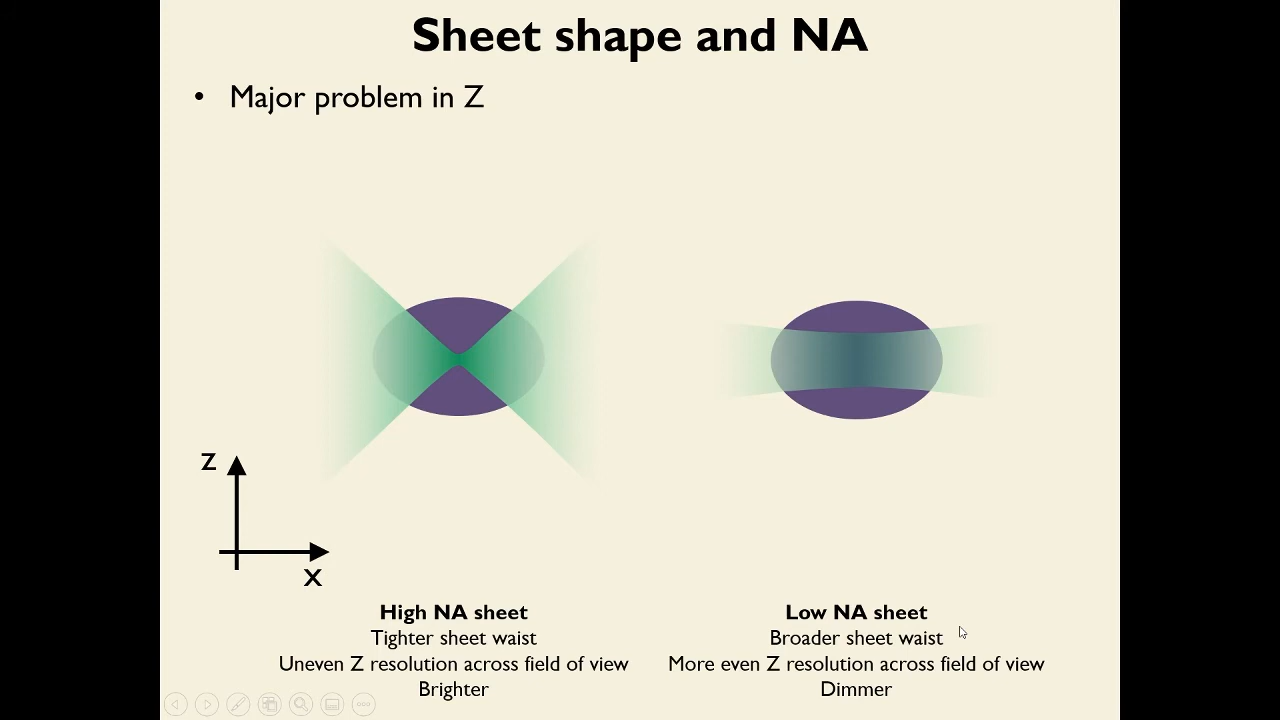 Sheet shape and NA
• Major problem in Z
Z
X
High NA sheet
Tighter sheet waist
Uneven Z resolution across field of view
Brighter
Low NA sheet
Broader sheet waist
More even Z resolution across field of view
Dimmer